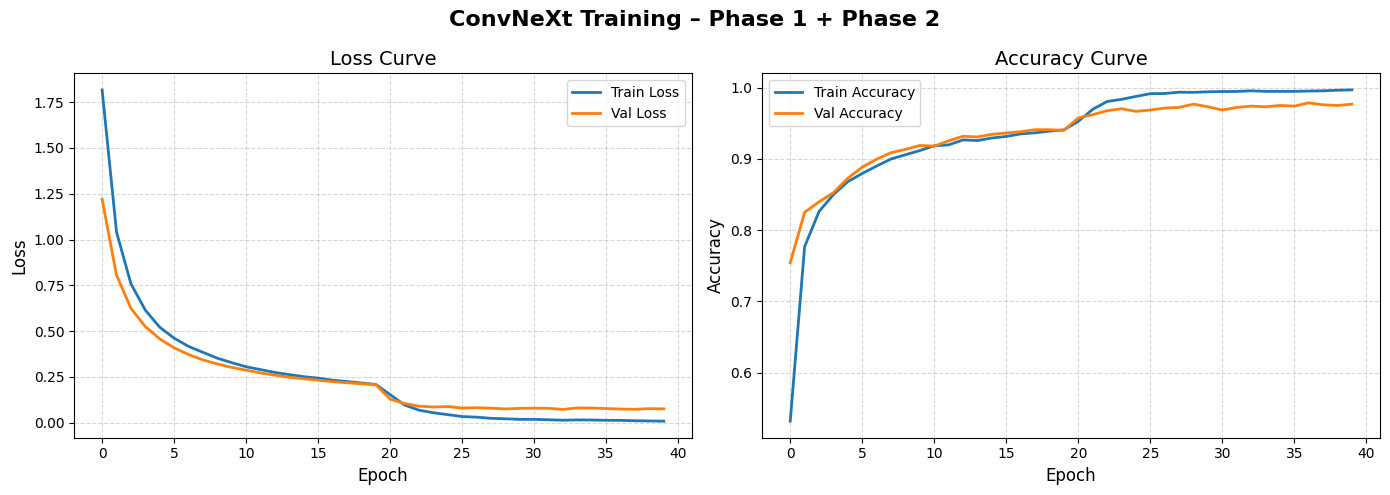 ConvNeXt Training – Phase 1 + Phase 2
Loss Curve
Train Loss
Val Loss
1.75
1.50
1.25
1.00
0.75
0.50
0.25
0.00
Loss
0 5 10 15 20 25 30 35 40
Epoch
Accuracy Curve
Train Accuracy
Val Accuracy
1.0
0.9
0.8
0.7
0.6
Accuracy
0 5 10 15 20 25 30 35 40
Epoch